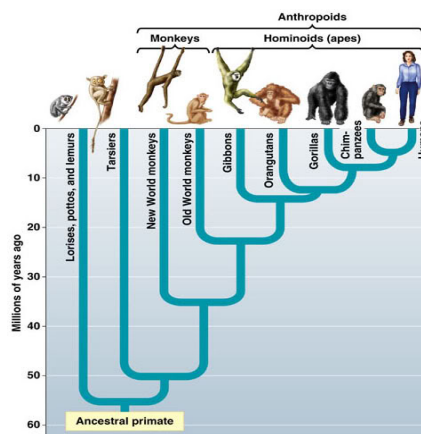 Anthropoids
Monkeys
Hominoids (apes)
Lorises, pottos, and lemurs
Tarsiers
New World monkeys
Old World monkeys
Gibbons
Orangutans
Gorillas
Chim-
panzees
0
10
20
30
40
50
60
Millions of years ago
Ancestral primate